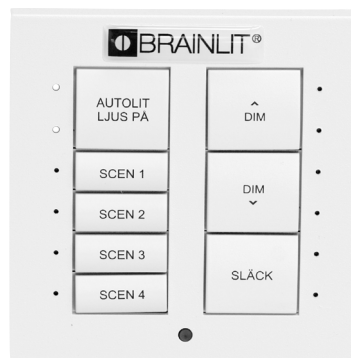 BRAINLIT®
AUTOLIT
LJUS PÅ
SCEN 1
SCEN 2
SCEN 3
SCEN 4
DIM
DIM
SLÄCK